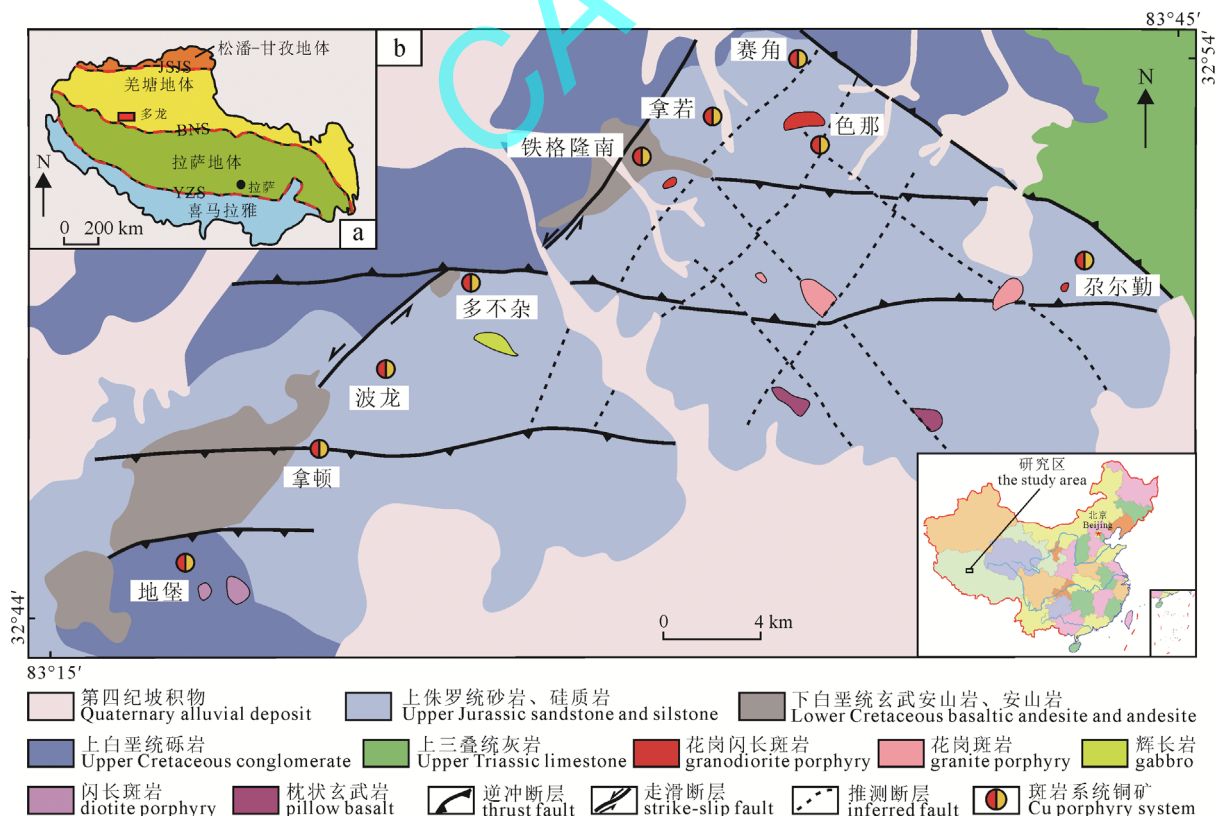 83°45′
32°54′
松潘-甘孜地体
JSJS
羌塘地体
多龙
BNS
拉萨地体
拉萨
YZS
喜马拉雅
N
0 200 km
a
b
CA
赛角
拿若
色那
铁格隆南
N
尕尔勤
多不杂
波龙
拿顿
地堡
0 4 km
研究区
the study area
北京
Beijing
32°44′
83°15′
第四纪坡积物
Quaternary alluvial deposit
上侏罗统砂岩、硅质岩
Upper Jurassic sandstone and silstone
下白垩统玄武安山岩、安山岩
Lower Cretaceous basaltic andesite and andesite
上白垩统砾岩
Upper Cretaceous conglomerate
上三叠统灰岩
Upper Triassic limestone
花岗闪长斑岩
granodiorite porphyry
花岗斑岩
granite porphyry
辉长岩
gabbro
闪长斑岩
diotite porphyry
枕状玄武岩
pillow basalt
逆冲断层
thrust fault
走滑断层
strike-slip fault
推测断层
inferred fault
斑岩系统铜矿
Cu porphyry system